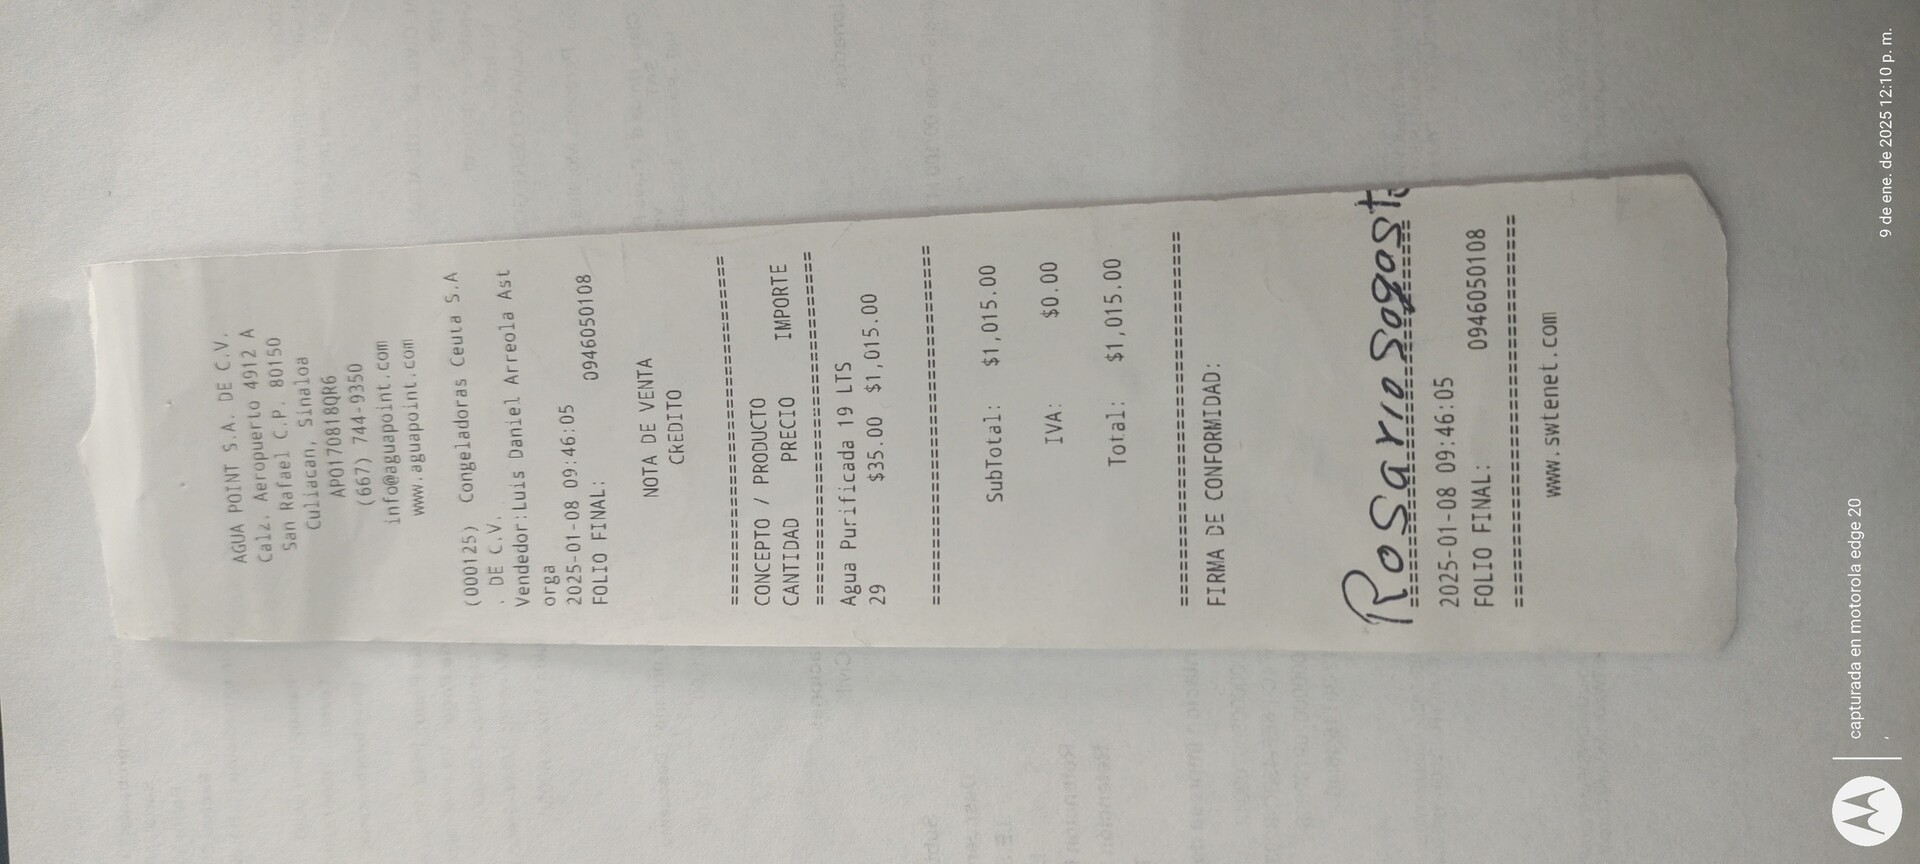 AGUA POINT S.A. DE C.V.
Calz. Aeropuerto 4912 A
San Rafael C.P. 80150
Culiacan, Sinaloa
APO170818QR6
(667) 744-9350
info@aguapoint.com
www.aguapoint.com
(000125) Congeladoras Ceuta S.A
. DE C.V.
Vendedor:Luis Daniel Arreola Ast
orga
2025-01-08 09:46:05
FOLIO FINAL: 0946050108
NOTA DE VENTA
CREDITO
================================
CONCEPTO / PRODUCTO
CANTIDAD PRECIO IMPORTE
================================
Agua Purificada 19 LTS
29 $35.00 $1,015.00
================================
SubTotal: $1,015.00
IVA: $0.00
Total: $1,015.00
================================
FIRMA DE CONFORMIDAD:
Rosario Sogost
================================
2025-01-08 09:46:05
FOLIO FINAL: 0946050108
================================
www.swtenet.com
capturada en motorola edge 20
,
9 de ene. de 2025 12:10 p. m.